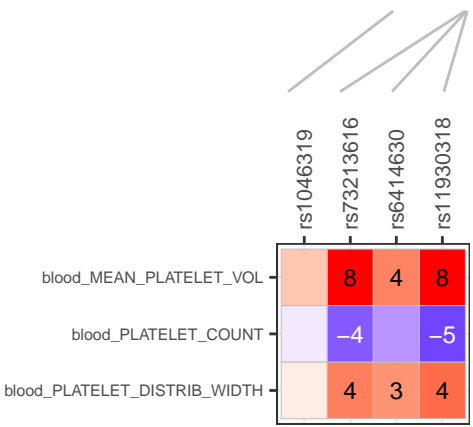 rs1046319
rs73213616
rs6414630
rs11930318
blood_MEAN_PLATELET_VOL 8 4 8
blood_PLATELET_COUNT −4 −5
blood_PLATELET_DISTRIB_WIDTH 4 3 4